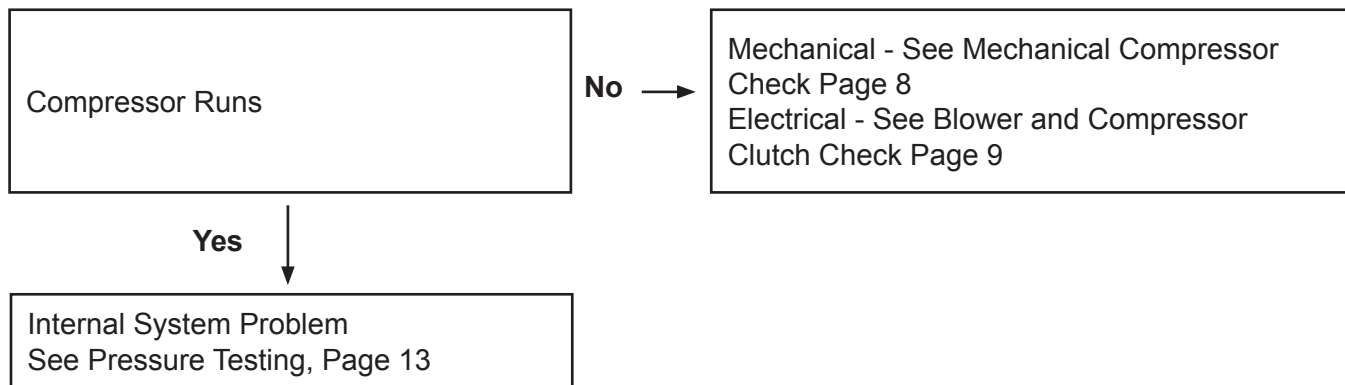 Compressor Runs
No
Mechanical - See Mechanical Compressor
Check Page 8
Electrical - See Blower and Compressor
Clutch Check Page 9
Yes
Internal System Problem
See Pressure Testing, Page 13